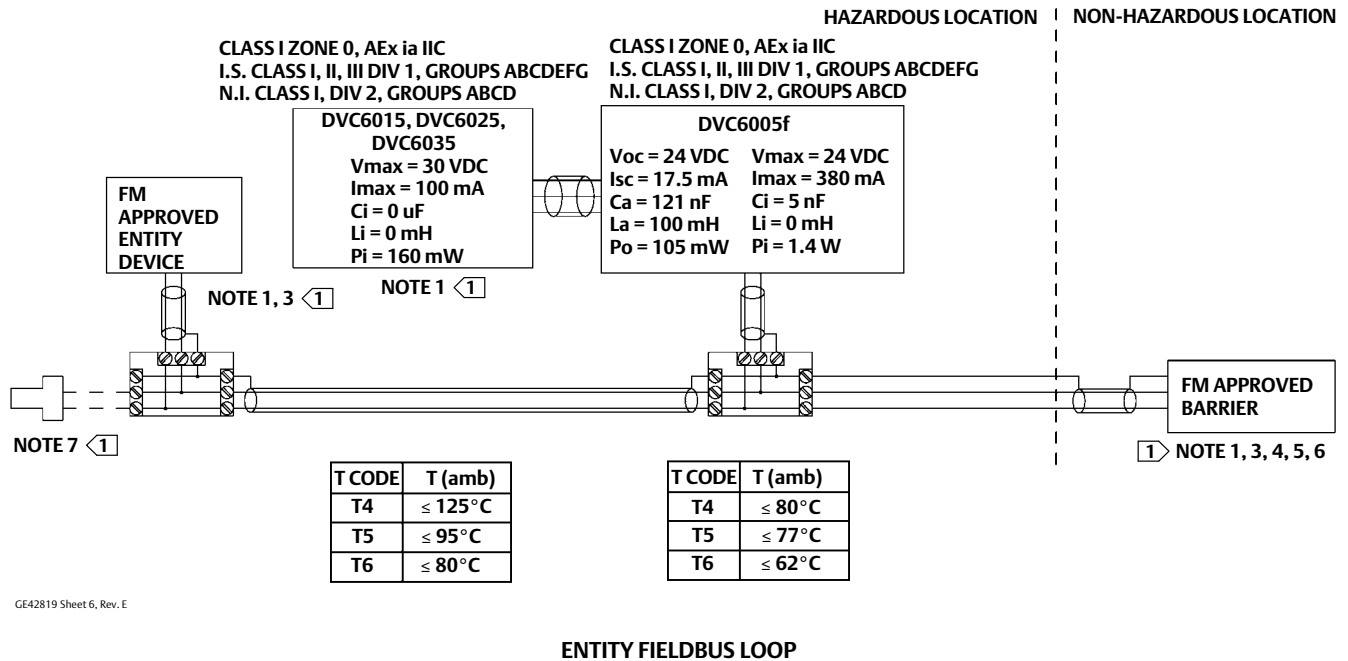 HAZARDOUS LOCATION
NON-HAZARDOUS LOCATION
CLASS I ZONE 0, AEx ia IIC
I.S. CLASS I, II, III DIV 1, GROUPS ABCDEFG
N.I. CLASS I, DIV 2, GROUPS ABCD
CLASS I ZONE 0, AEx ia IIC
I.S. CLASS I, II, III DIV 1, GROUPS ABCDEFG
N.I. CLASS I, DIV 2, GROUPS ABCD
DVC6015, DVC6025,
DVC6035
Vmax = 30 VDC
Imax = 100 mA
Ci = 0 uF
Li = 0 mH
Pi = 160 mW
DVC6005f
Voc = 24 VDC
Isc = 17.5 mA
Ca = 121 nF
La = 100 mH
Po = 105 mW
Vmax = 24 VDC
Imax = 380 mA
Ci = 5 nF
Li = 0 mH
Pi = 1.4 W
FM
APPROVED
ENTITY
DEVICE
NOTE 1, 3 1
NOTE 1 1
FM APPROVED
BARRIER
NOTE 7 1
1 NOTE 1, 3, 4, 5, 6
T CODE T (amb)
T4 ≤ 125°C
T5 ≤ 95°C
T6 ≤ 80°C
T CODE T (amb)
T4 ≤ 80°C
T5 ≤ 77°C
T6 ≤ 62°C
GE42819 Sheet 6, Rev. E
ENTITY FIELDBUS LOOP